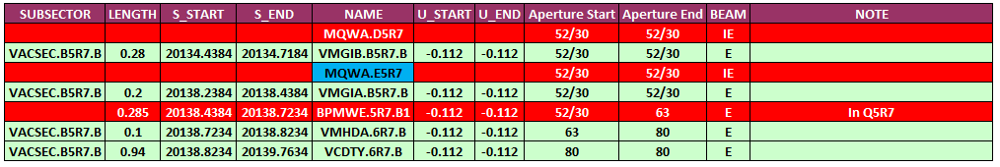 SUBSECTOR LENGTH S_START S_END NAME U_START U_END Aperture Start Aperture End BEAM NOTE
MQWA.D5R7 52/30 52/30 IE
VACSEC.B5R7.B 0.28 20134.4384 20134.7184 VMGIB.B5R7.B -0.112 -0.112 52/30 52/30 E
MQWA.E5R7 52/30 52/30 IE
VACSEC.B5R7.B 0.2 20138.2384 20138.4384 VMGIA.B5R7.B -0.112 -0.112 52/30 52/30 E
0.285 20138.4384 20138.7234 BPMWE.5R7.B1 -0.112 -0.112 52/30 63 E In Q5R7
VACSEC.B5R7.B 0.1 20138.7234 20138.8234 VMHDA.6R7.B -0.112 -0.112 63 80 E
VACSEC.B5R7.B 0.94 20138.8234 20139.7634 VCDTY.6R7.B -0.112 -0.112 80 80 E